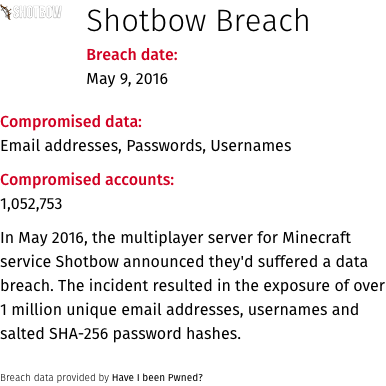 SHOTBOW
Shotbow Breach
Breach date:
May 9, 2016
Compromised data:
Email addresses, Passwords, Usernames
Compromised accounts:
1,052,753
In May 2016, the multiplayer server for Minecraft
service Shotbow announced they'd suffered a data
breach. The incident resulted in the exposure of over
1 million unique email addresses, usernames and
salted SHA-256 password hashes.
Breach data provided by Have I been Pwned?